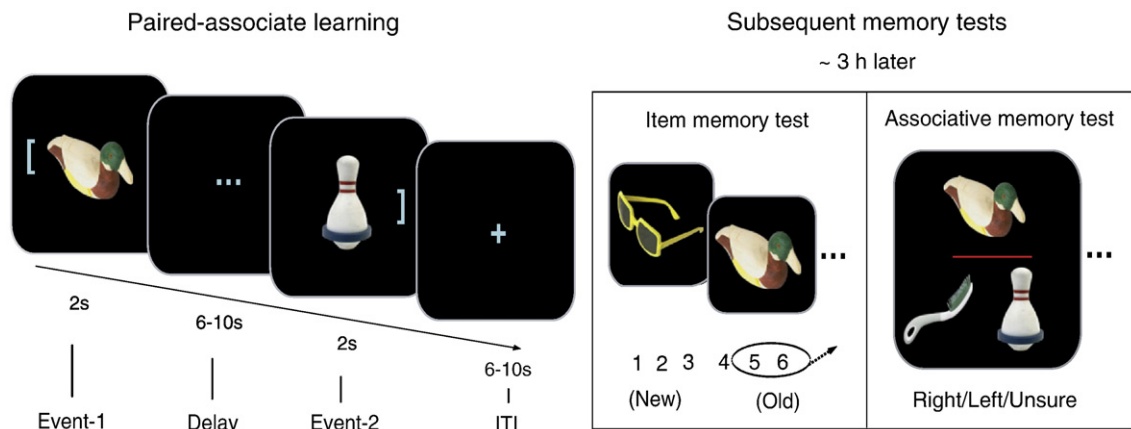 Paired-associate learning
[
...
]
+
2s
6-10s
2s
6-10s
Event-1
Delay
Event-2
ITI
Subsequent memory tests
~ 3 h later
Item memory test
...
1 2 3 4 5 6
(New) (Old)
Associative memory test
...
Right/Left/Unsure